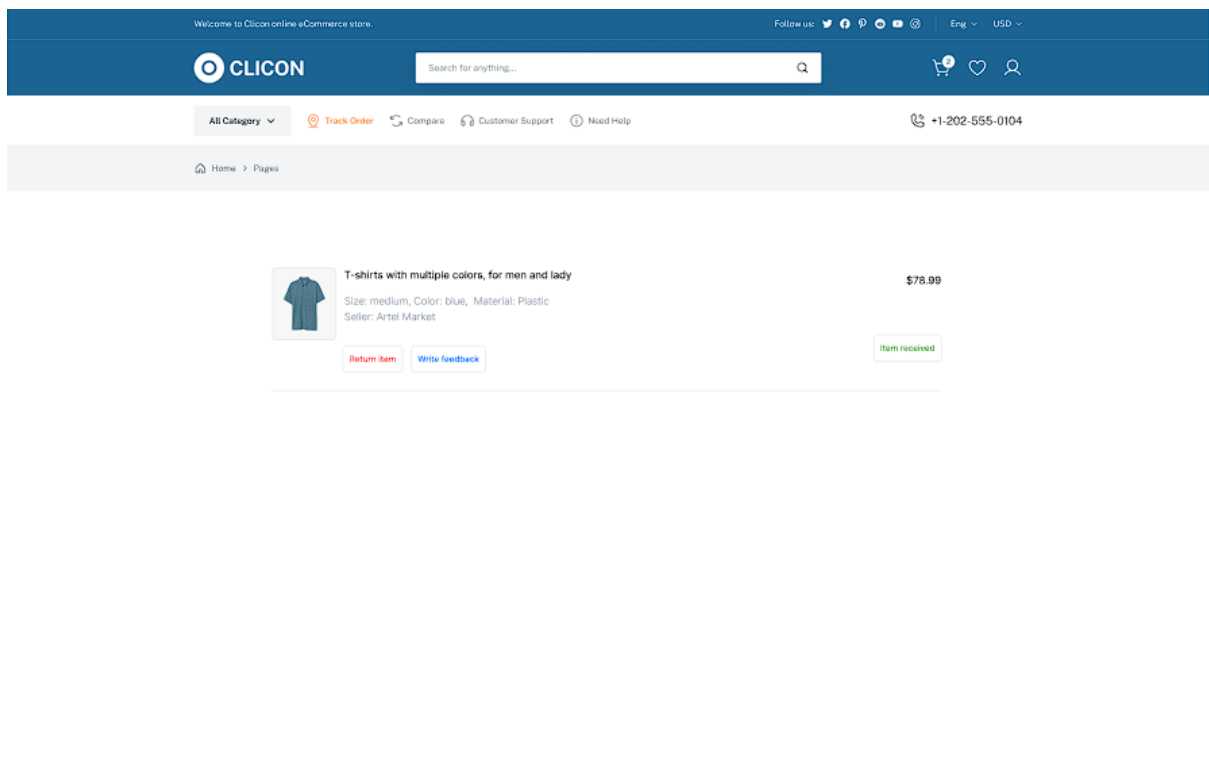 Welcome to Clicon online eCommerce store.
Follow us:
Eng
USD
CLICON
Search for anything...
2
All Category
Track Order
Compare
Customer Support
Need Help
+1-202-555-0104
Home > Pages
T-shirts with multiple colors, for men and lady
$78.99
Size: medium, Color: blue, Material: Plastic
Seller: Artel Market
Item received
Return item
Write feedback